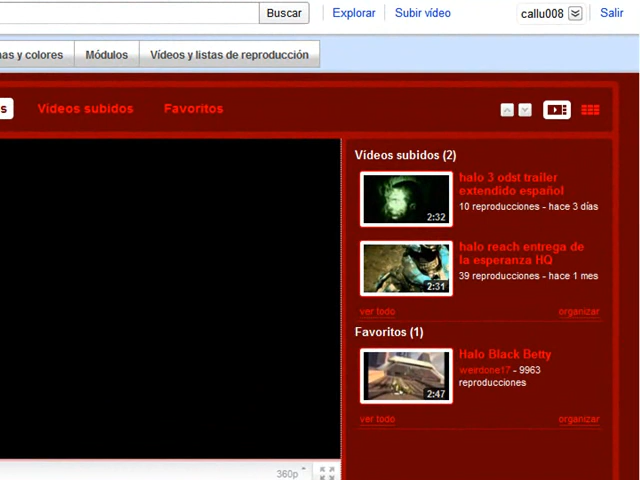 Buscar
Explorar
Subir vídeo
callu008
Salir
as y colores
Módulos
Vídeos y listas de reproducción
s
Vídeos subidos
Favoritos
Vídeos subidos (2)
halo 3 odst trailer
extendido español
10 reproducciones - hace 3 días
2:32
halo reach entrega de
la esperanza HQ
39 reproducciones - hace 1 mes
2:31
ver todo
organizar
Favoritos (1)
Halo Black Betty
weirdone17 - 9963
reproducciones
2:47
ver todo
organizar
360p